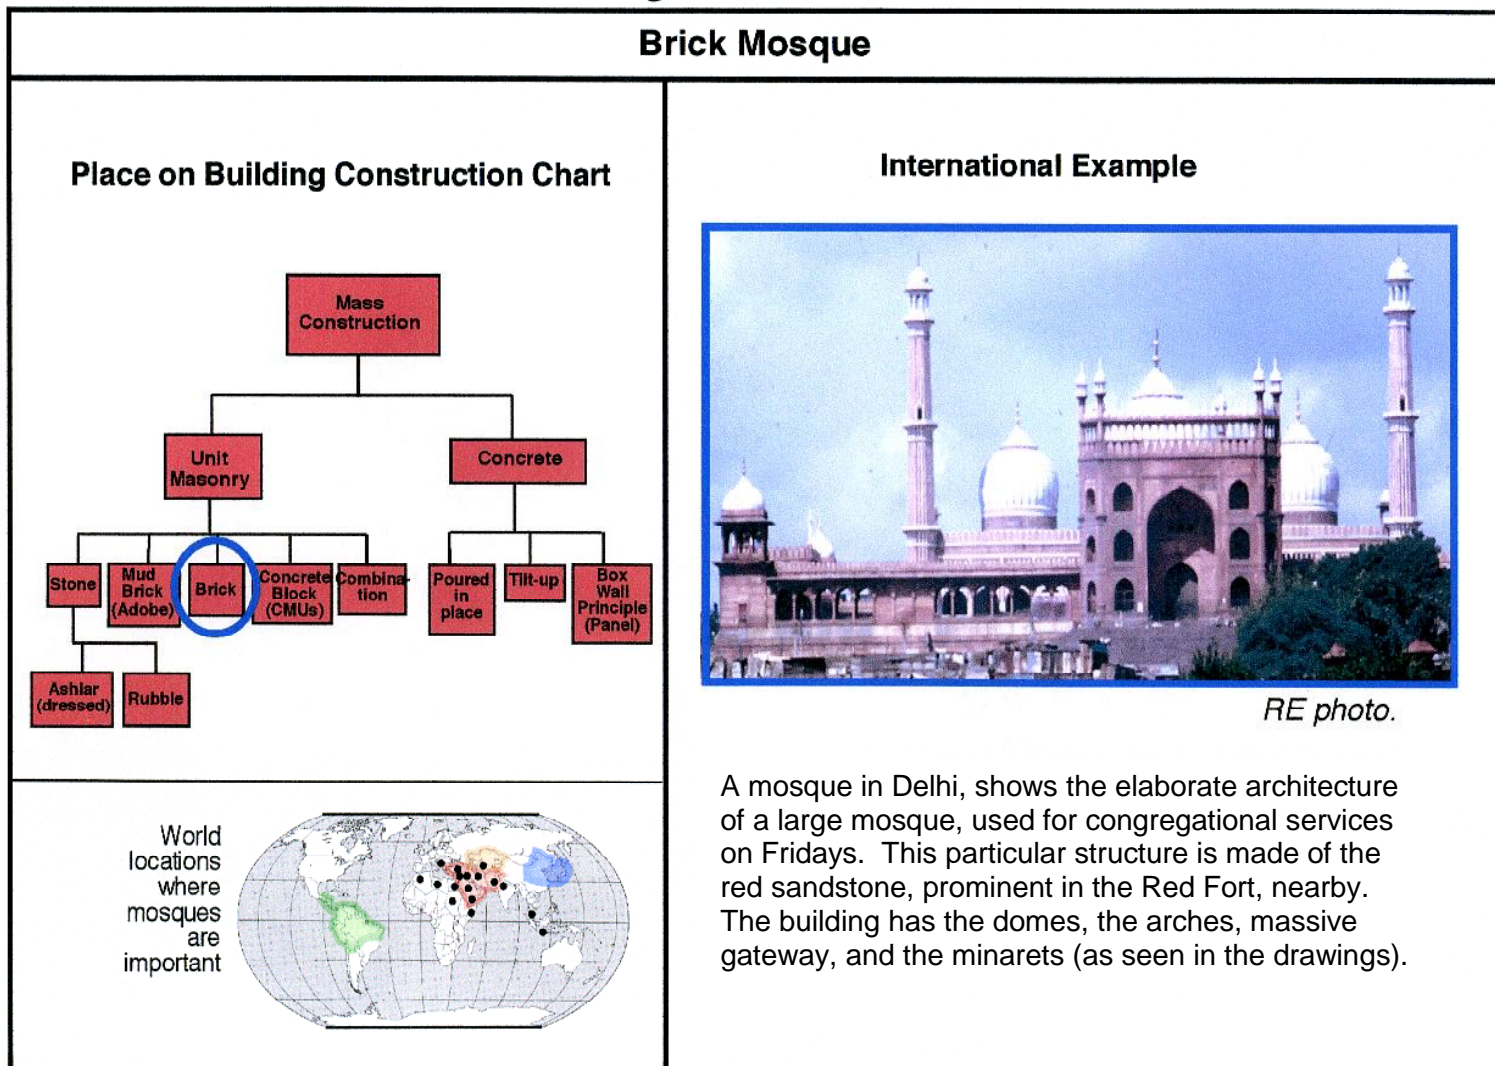 Brick Mosque
Place on Building Construction Chart
Mass
Construction
Unit
Masonry
Concrete
Stone
Mud
Brick
(Adobe)
Brick
Concrete
Block
(CMUs)
Combina-
tion
Poured
in
place
Tilt-up
Box
Wall
Principle
(Panel)
Ashlar
(dressed)
Rubble
World
locations
where
mosques
are
important
International Example
RE photo.
A mosque in Delhi, shows the elaborate architecture
of a large mosque, used for congregational services
on Fridays.  This particular structure is made of the
red sandstone, prominent in the Red Fort, nearby.
The building has the domes, the arches, massive
gateway, and the minarets (as seen in the drawings).